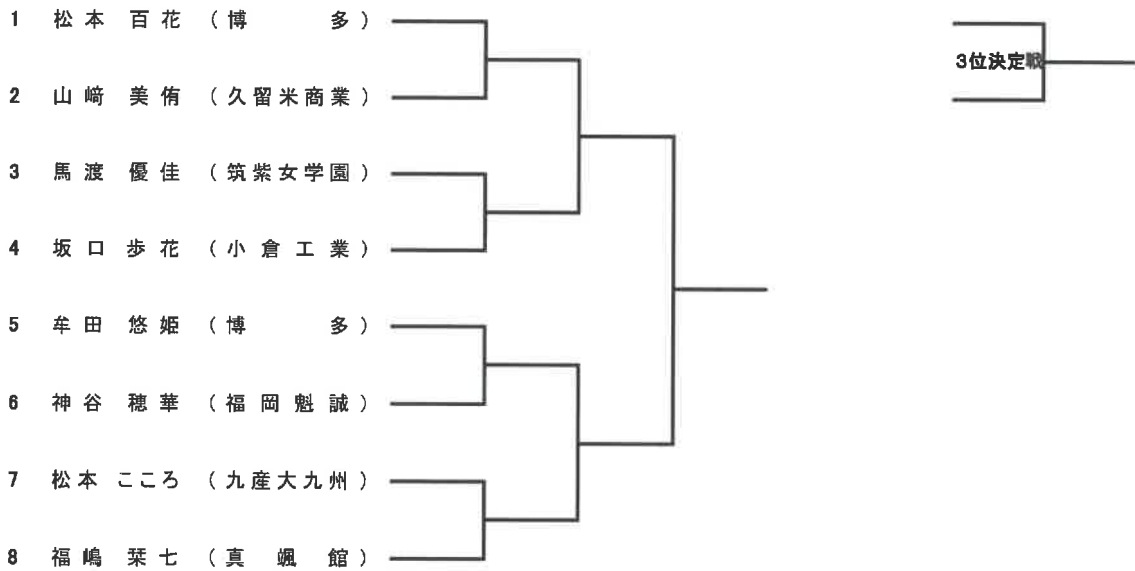 1 松本 百花 (博 多)
3位決定戦
2 山﨑 美侑 (久留米商業)
3 馬渡 優佳 (筑紫女学園)
4 坂口 歩花 (小倉工業)
5 牟田 悠姫 (博 多)
6 神谷 穂華 (福岡魁誠)
7 松本 こころ (九産大九州)
8 福嶋 栞七 (真颯館)